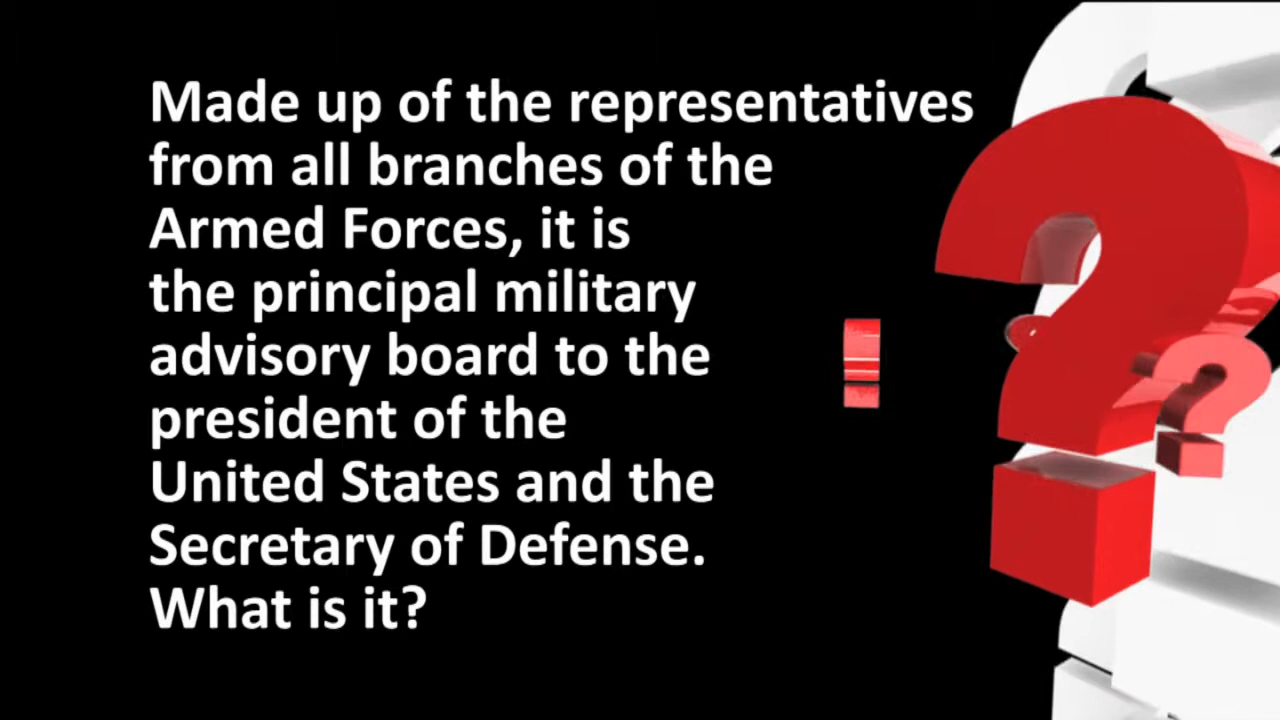 Made up of the representatives
from all branches of the
Armed Forces, it is
the principal military
advisory board to the
president of the
United States and the
Secretary of Defense.
What is it?